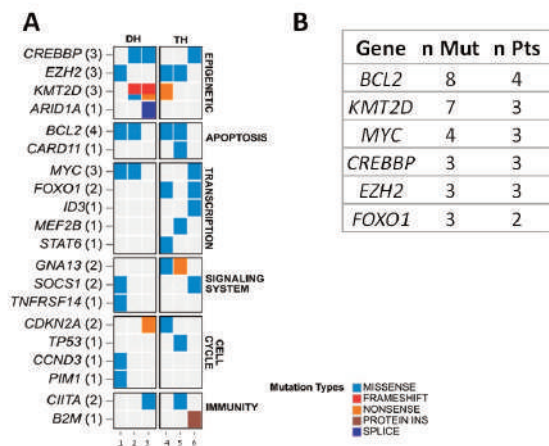 A
B
DH TH
CREBBP (3)
EZH2 (3)
KMT2D (3)
ARID1A (1)
EPIGENETIC
BCL2 (4)
CARD11 (1)
APOPTOSIS
MYC (3)
FOXO1 (2)
ID3(1)
MEF2B (1)
STAT6 (1)
TRANSCRIPTION
GNA13 (2)
SOCS1 (2)
TNFRSF14 (1)
SIGNALING
SYSTEM
CDKN2A (2)
TP53 (1)
CCND3 (1)
PIM1 (1)
CELL
CYCLE
CIITA (2)
B2M (1)
IMMUNITY
1 2 3 4 5 6
Gene n Mut n Pts
BCL2 8 4
KMT2D 7 3
MYC 4 3
CREBBP 3 3
EZH2 3 3
FOXO1 3 2
Mutation Types
MISSENSE
FRAMESHIFT
NONSENSE
PROTEIN INS
SPLICE